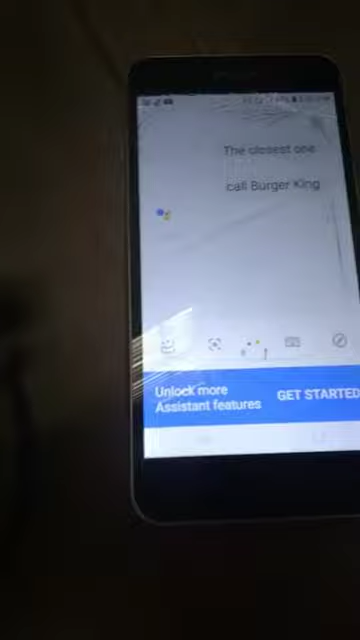 The closest one
call Burger King
Unlock more
Assistant features
GET STARTED